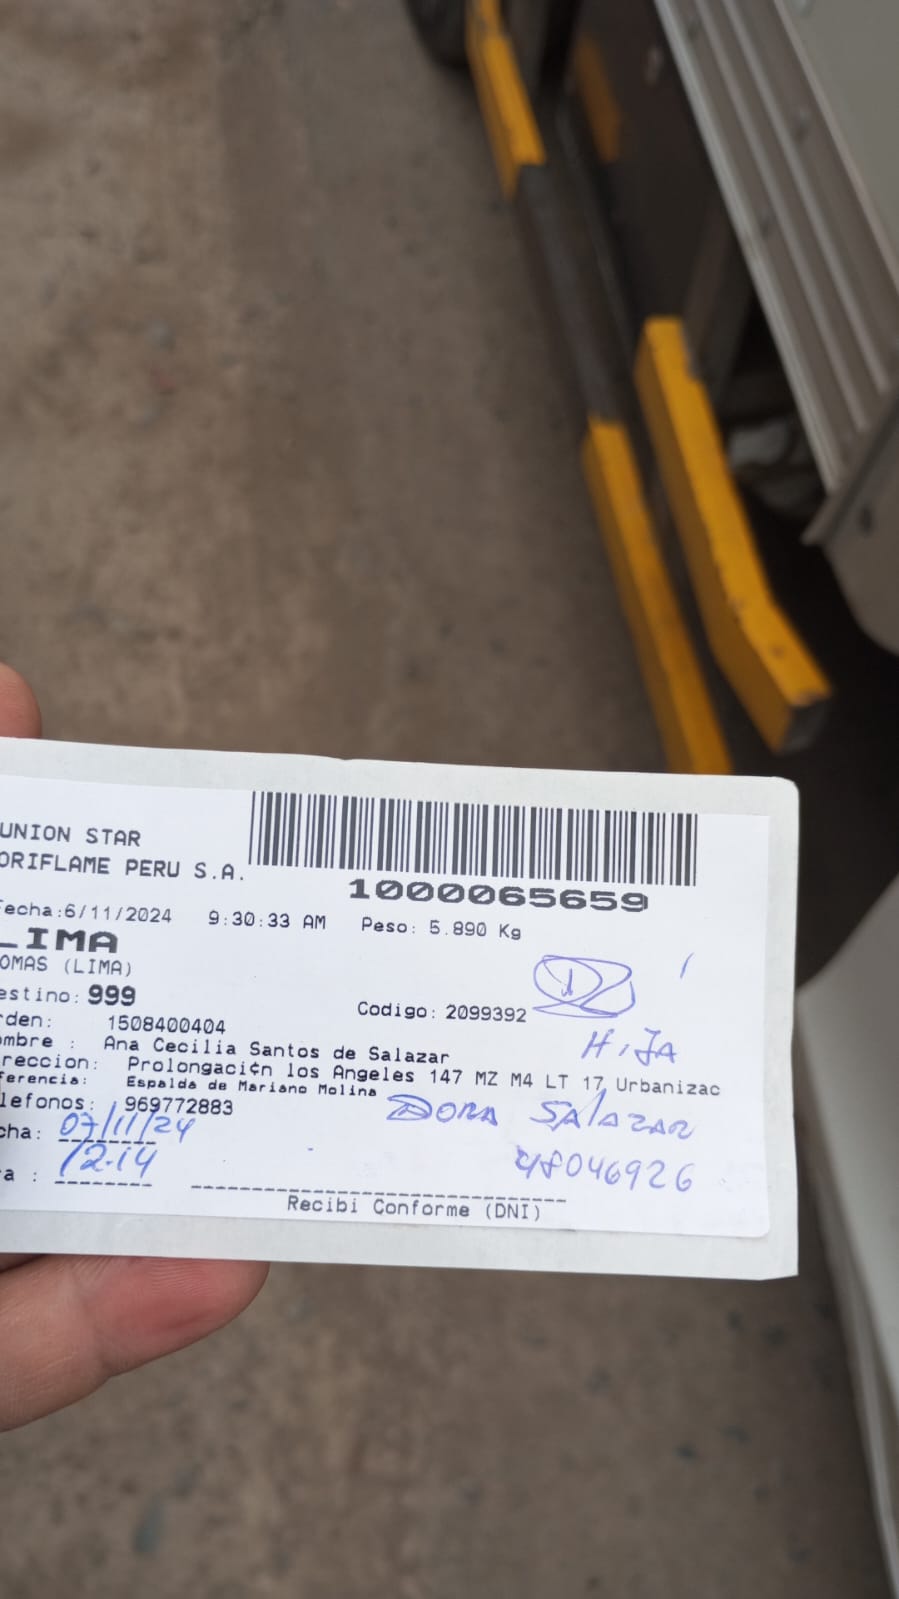 UNION STAR
ORIFLAME PERU S.A.
1000065659
Fecha:6/11/2024 9:30:33 AM Peso: 5.890 Kg
LIMA
OMAS (LIMA)
estino: 999
Codigo: 2099392
rden: 1508400404
HIJA
ombre : Ana Cecilia Santos de Salazar
reccion: Prolongaci¢n los Angeles 147 MZ M4 LT 17 Urbanizac
ferencia: Espalda de Mariano Molina
lefonos: 969772883
DORA SALAZAR
cha: 07/11/24
48046926
a : 12:14
Recibi Conforme (DNI)